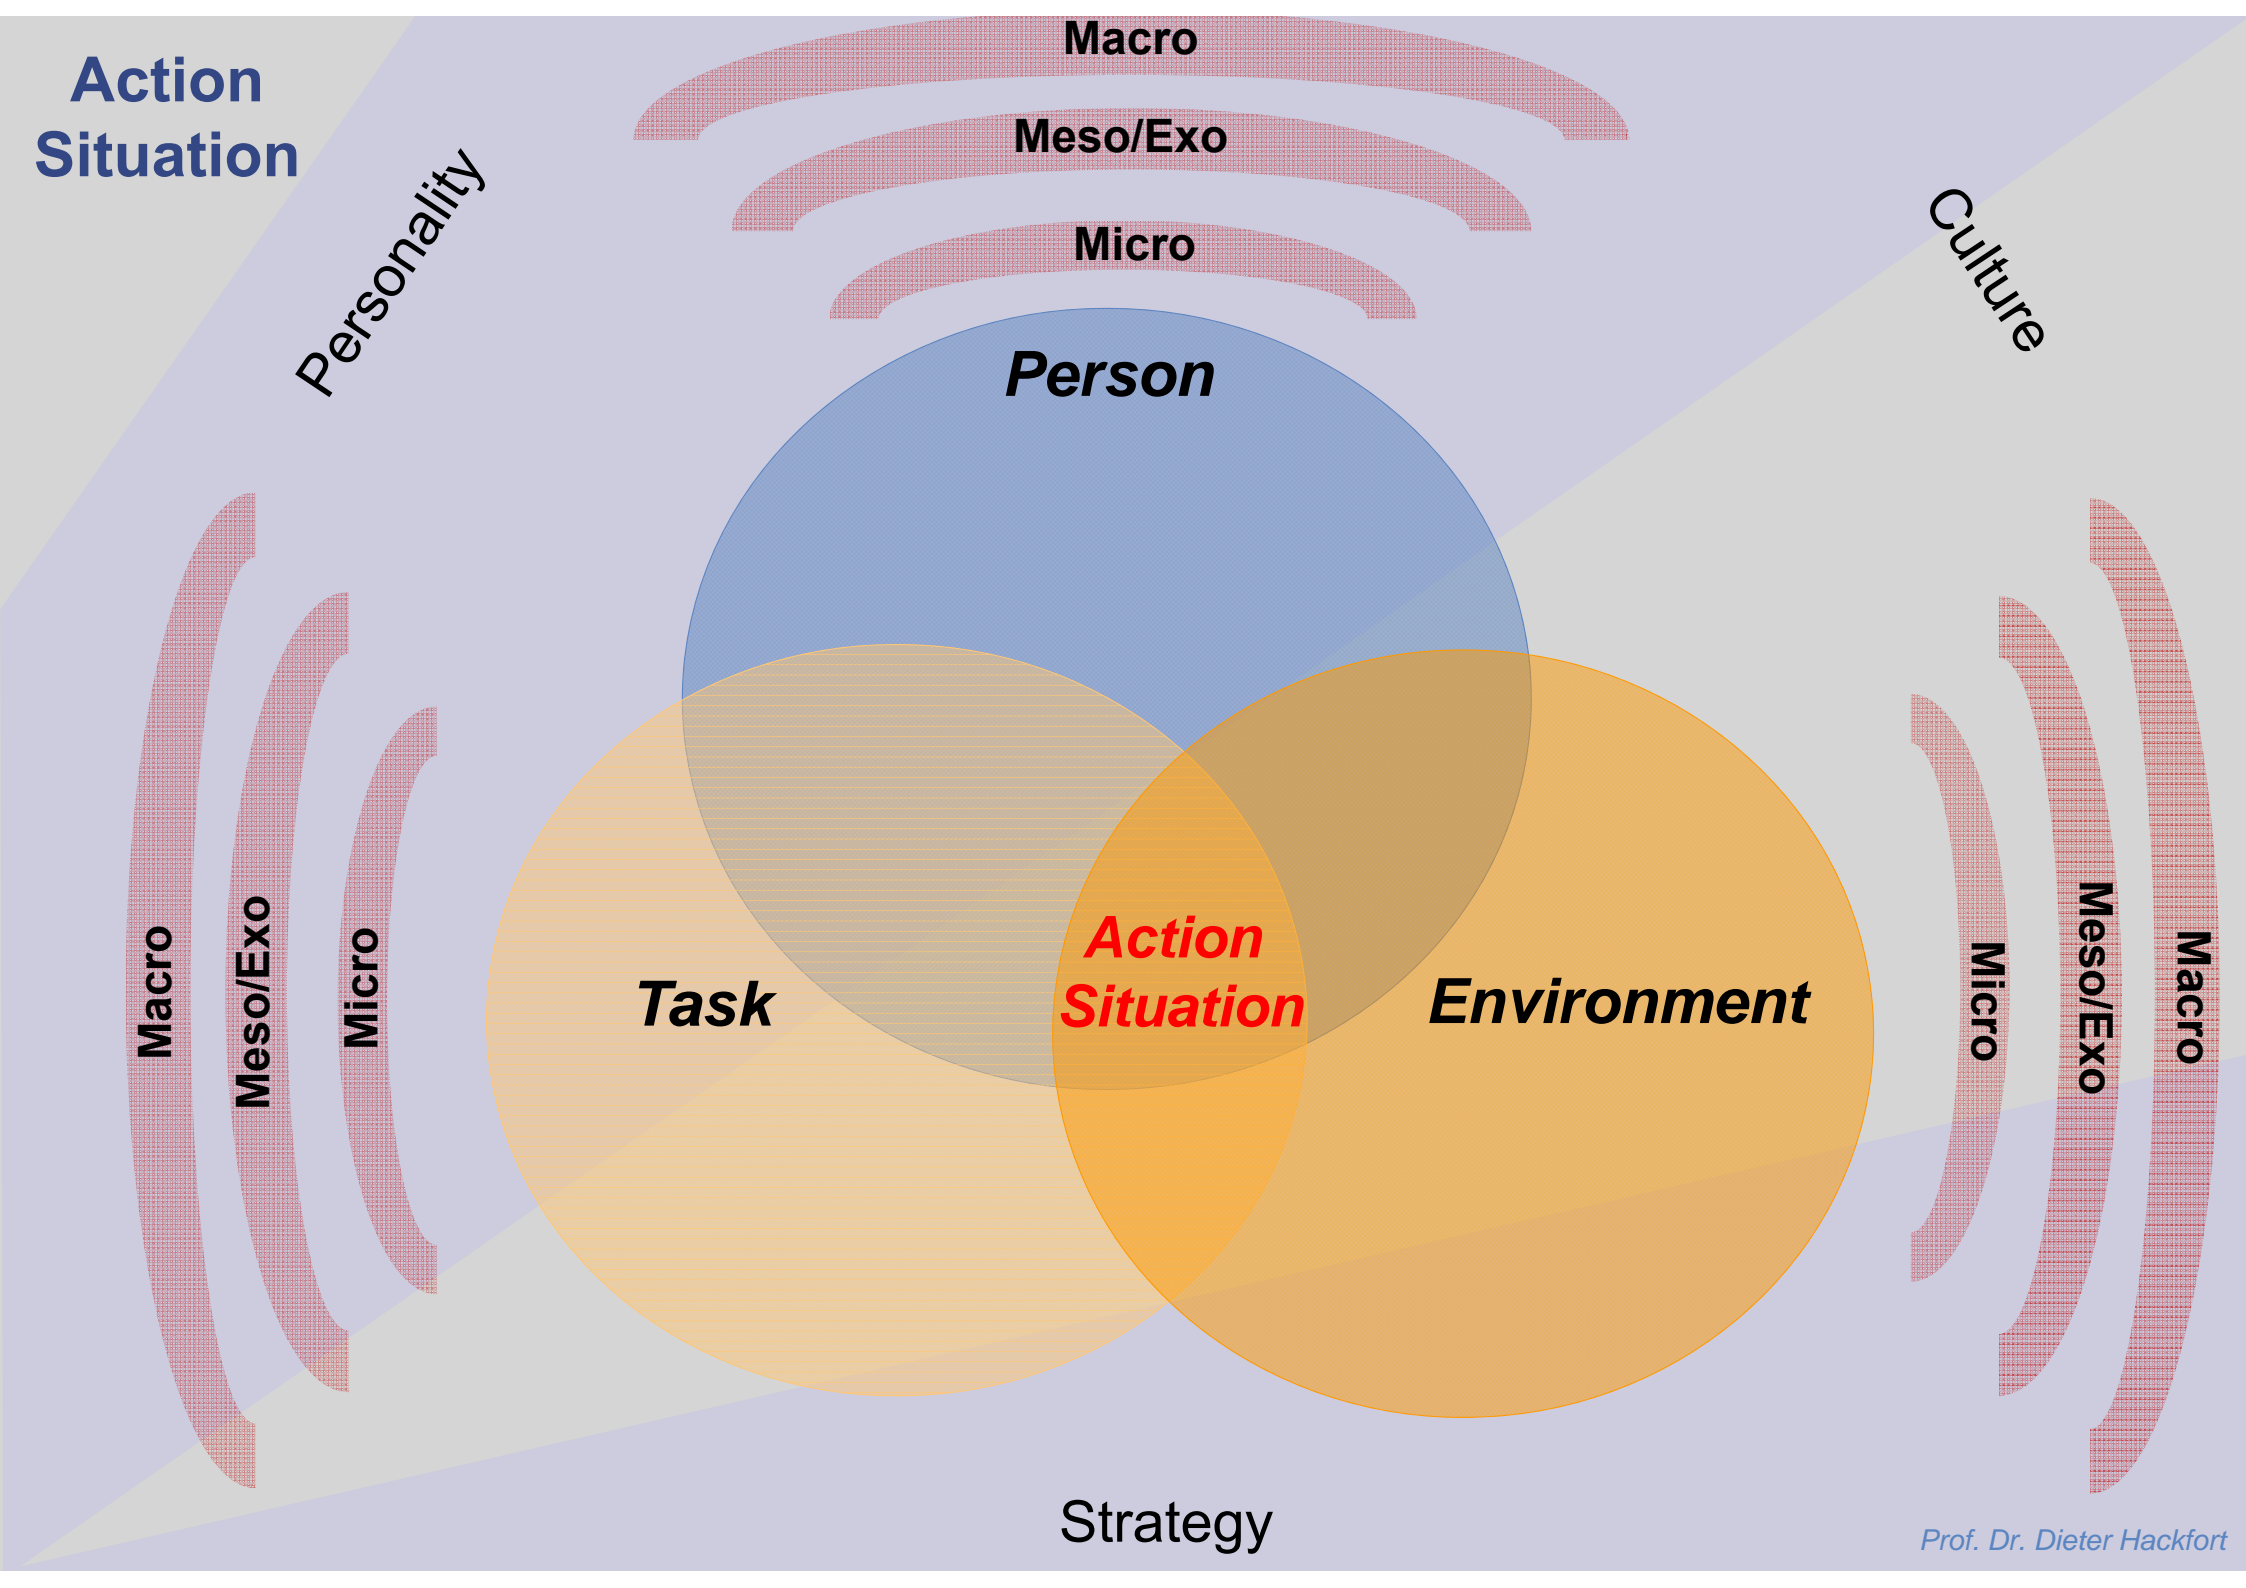 Action
Situation
Macro
Meso/Exo
Micro
Personality
Culture
Person
Macro
Meso/Exo
Micro
Task
Action
Situation
Environment
Micro
Meso/Exo
Macro
Strategy
Prof. Dr. Dieter Hackfort